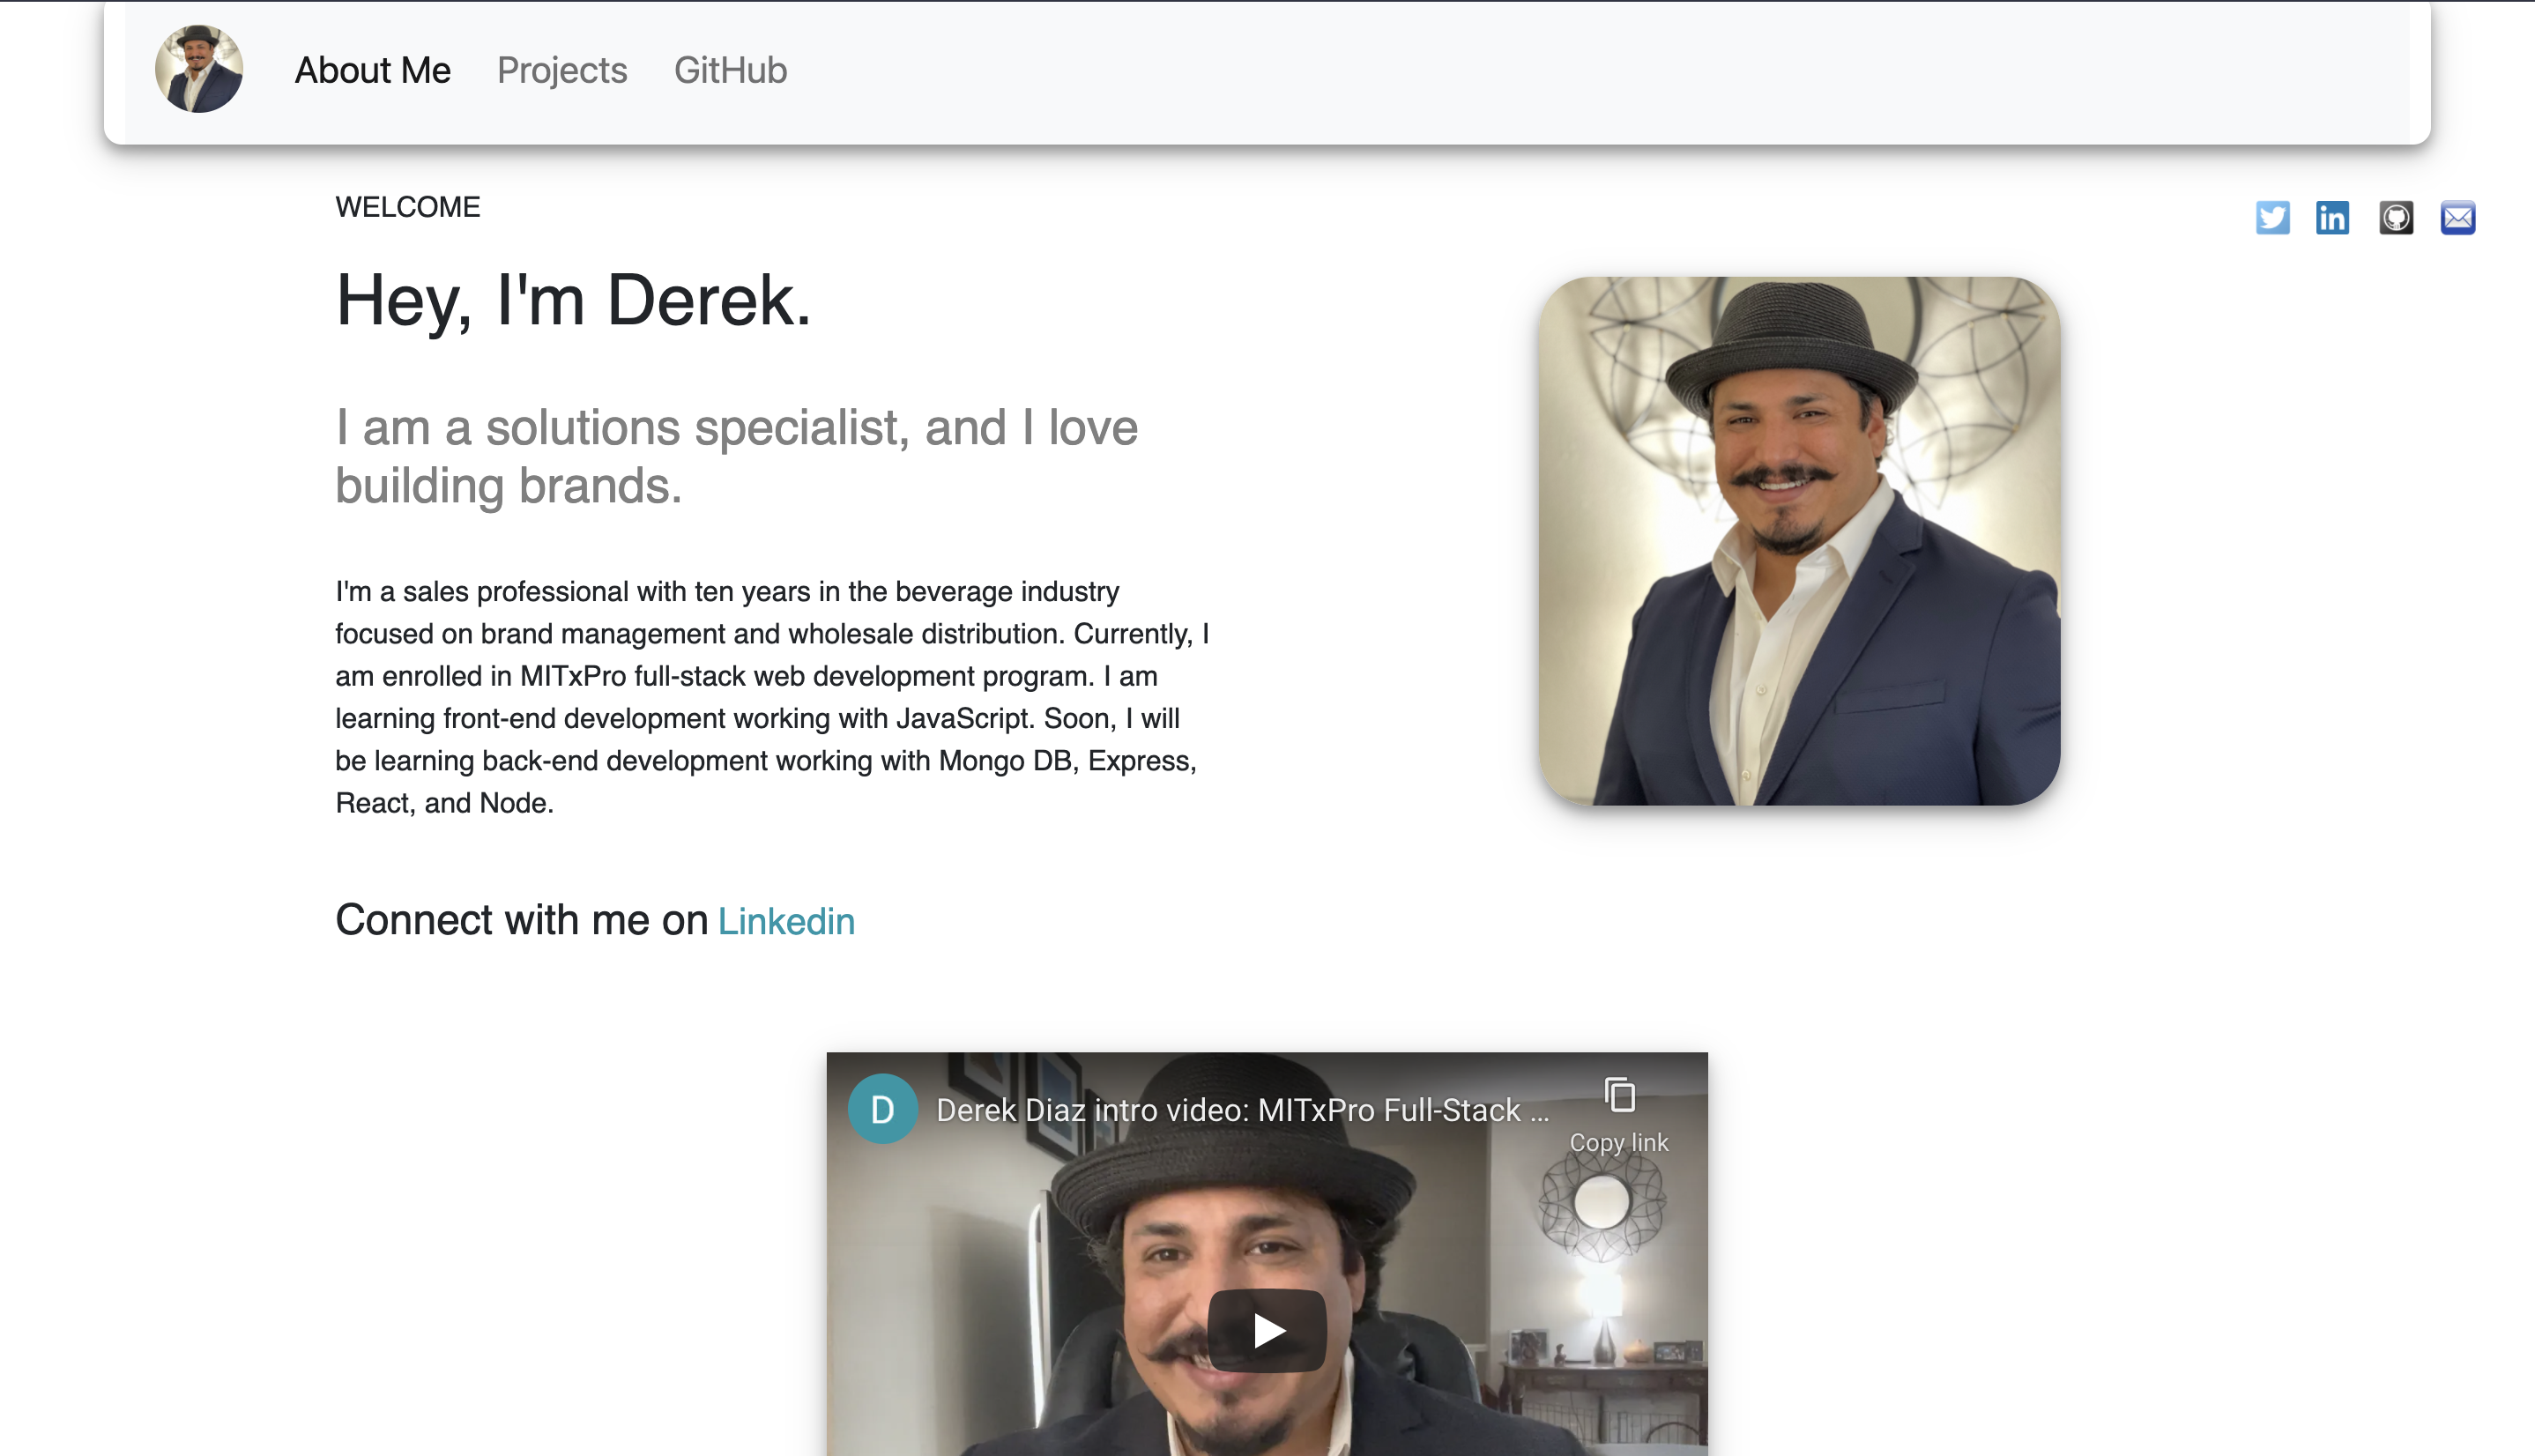 About Me Projects GitHub
WELCOME
Hey, I'm Derek.
I am a solutions specialist, and I love
building brands.
I'm a sales professional with ten years in the beverage industry
focused on brand management and wholesale distribution. Currently, I
am enrolled in MITxPro full-stack web development program. I am
learning front-end development working with JavaScript. Soon, I will
be learning back-end development working with Mongo DB, Express,
React, and Node.
Connect with me on Linkedin
D Derek Diaz intro video: MITxPro Full-Stack ...
Copy link
in